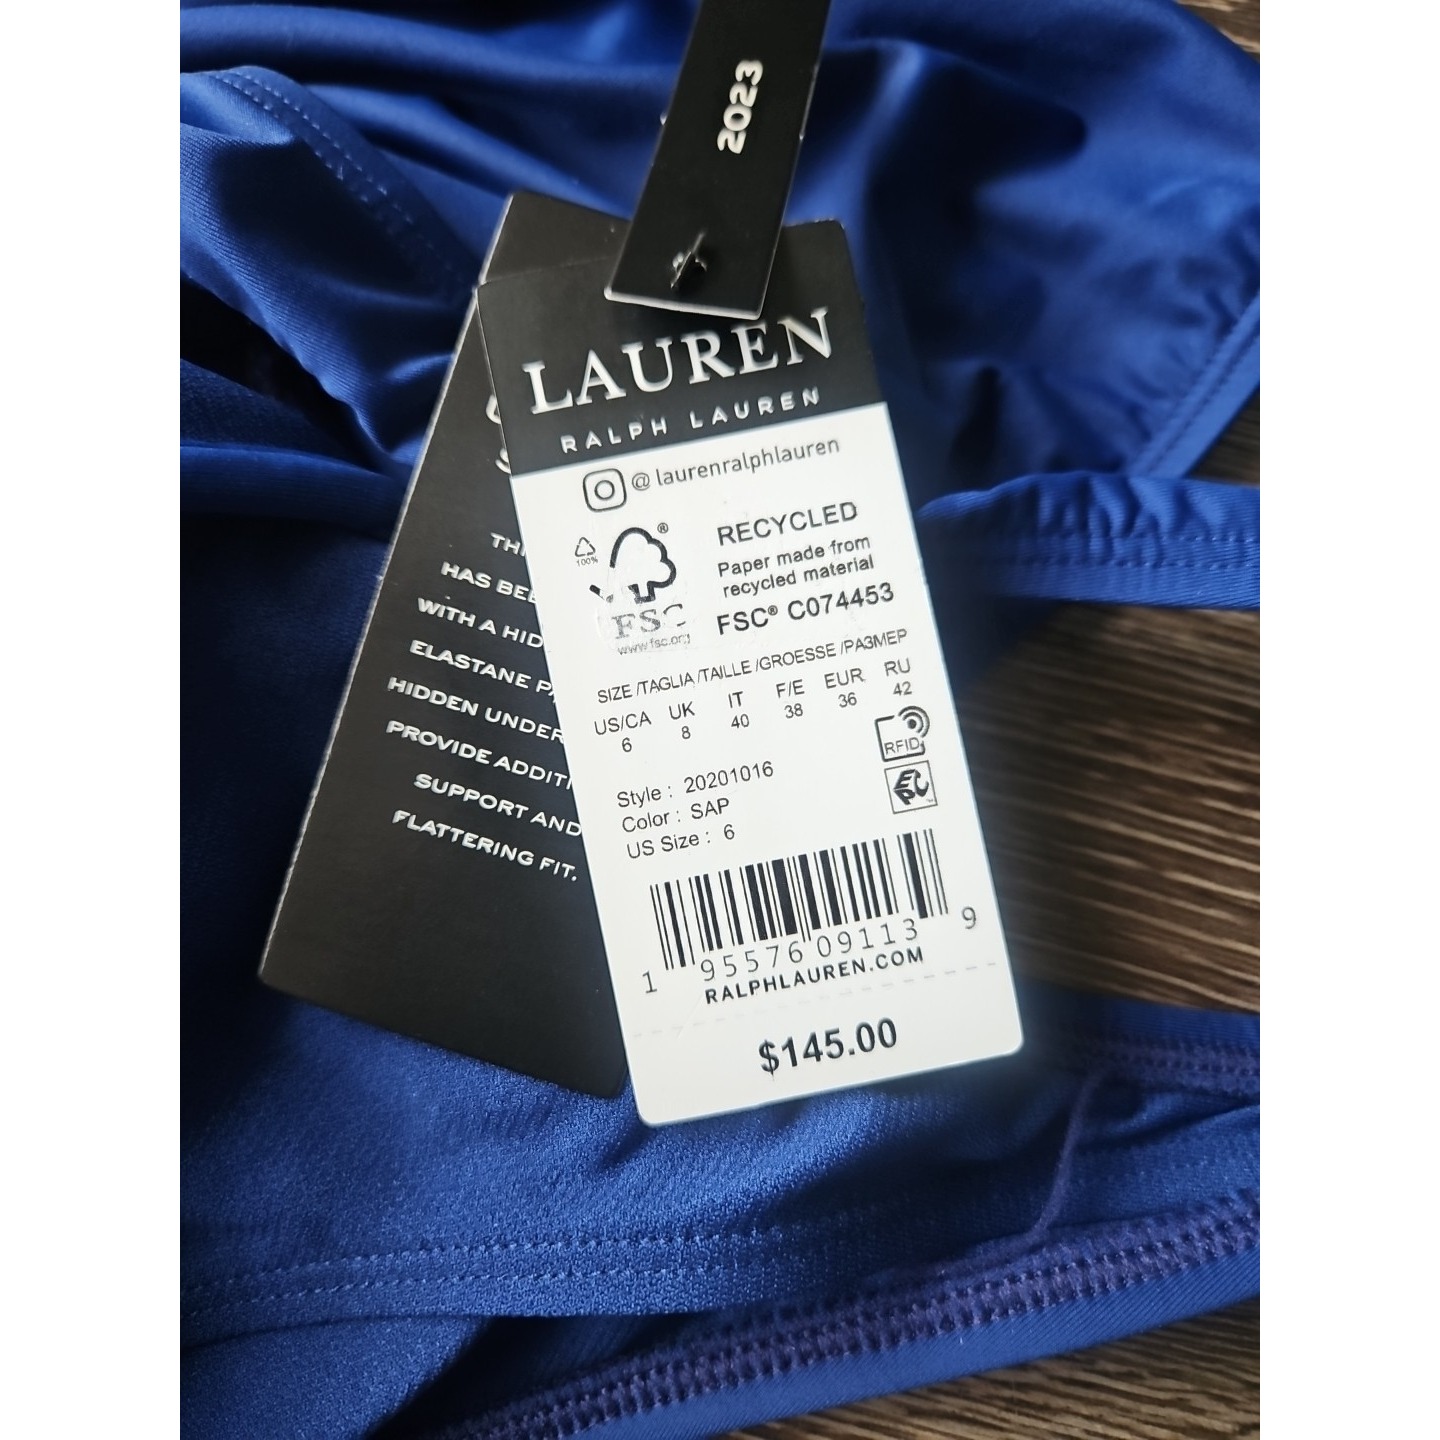 2023
LAUREN
RALPH LAUREN
@laurenralphlauren
100%
FSC
www.fsc.org
RECYCLED
Paper made from
recycled material
FSC® C074453
SIZE /TAGLIA /TAILLE /GROESSE /РАЗМЕР
US/CA UK IT F/E EUR RU
6 8 40 38 36 42
RFID
EPC
Style : 20201016
Color : SAP
US Size : 6
1 95576 09113 9
RALPHLAUREN.COM
$145.00
HAS
WITH A HID
ELASTANE
HIDDEN UNDER
PROVIDE ADDITI
SUPPORT AND
FLATTERING FIT.